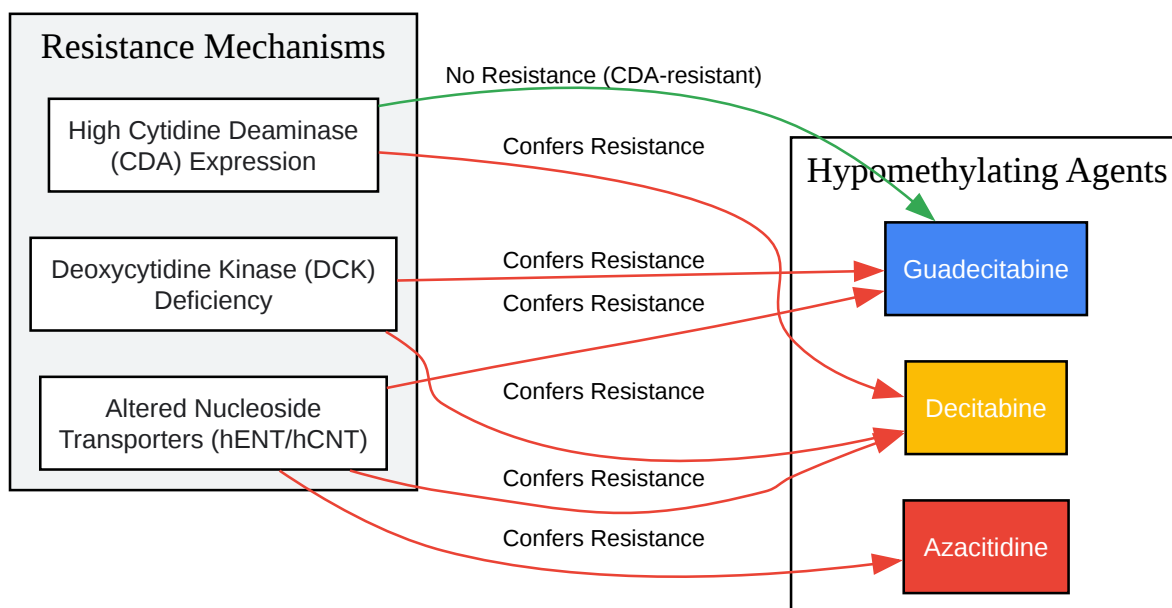 Resistance Mechanisms
High Cytidine Deaminase
(CDA) Expression
Deoxycytidine Kinase (DCK)
Deficiency
Altered Nucleoside
Transporters (hENT/hCNT)
No Resistance (CDA-resistant)
Confers Resistance
Confers Resistance
Confers Resistance
Confers Resistance
Confers Resistance
Confers Resistance
Hypomethylating Agents
Guadecitabine
Decitabine
Azacitidine